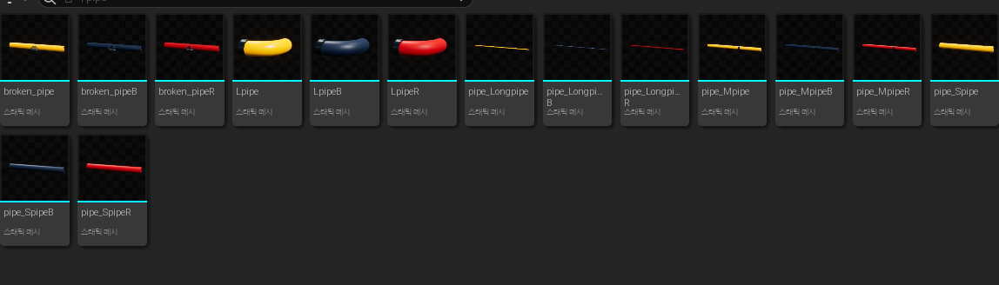 broken_pipe
broken_pipeB
broken_pipeR
Lpipe
LpipeB
LpipeR
pipe_Longpipe
pipe_Longpi...
B
pipe_Longpi...
R
pipe_Mpipe
pipe_MpipeB
pipe_MpipeR
pipe_Spipe
스태틱 메시
스태틱 메시
스태틱 메시
스태틱 메시
스태틱 메시
스태틱 메시
스태틱 메시
스태틱 메시
스태틱 메시
스태틱 메시
스태틱 메시
스태틱 메시
스태틱 메시
pipe_SpipeB
pipe_SpipeR
스태틱 메시
스태틱 메시